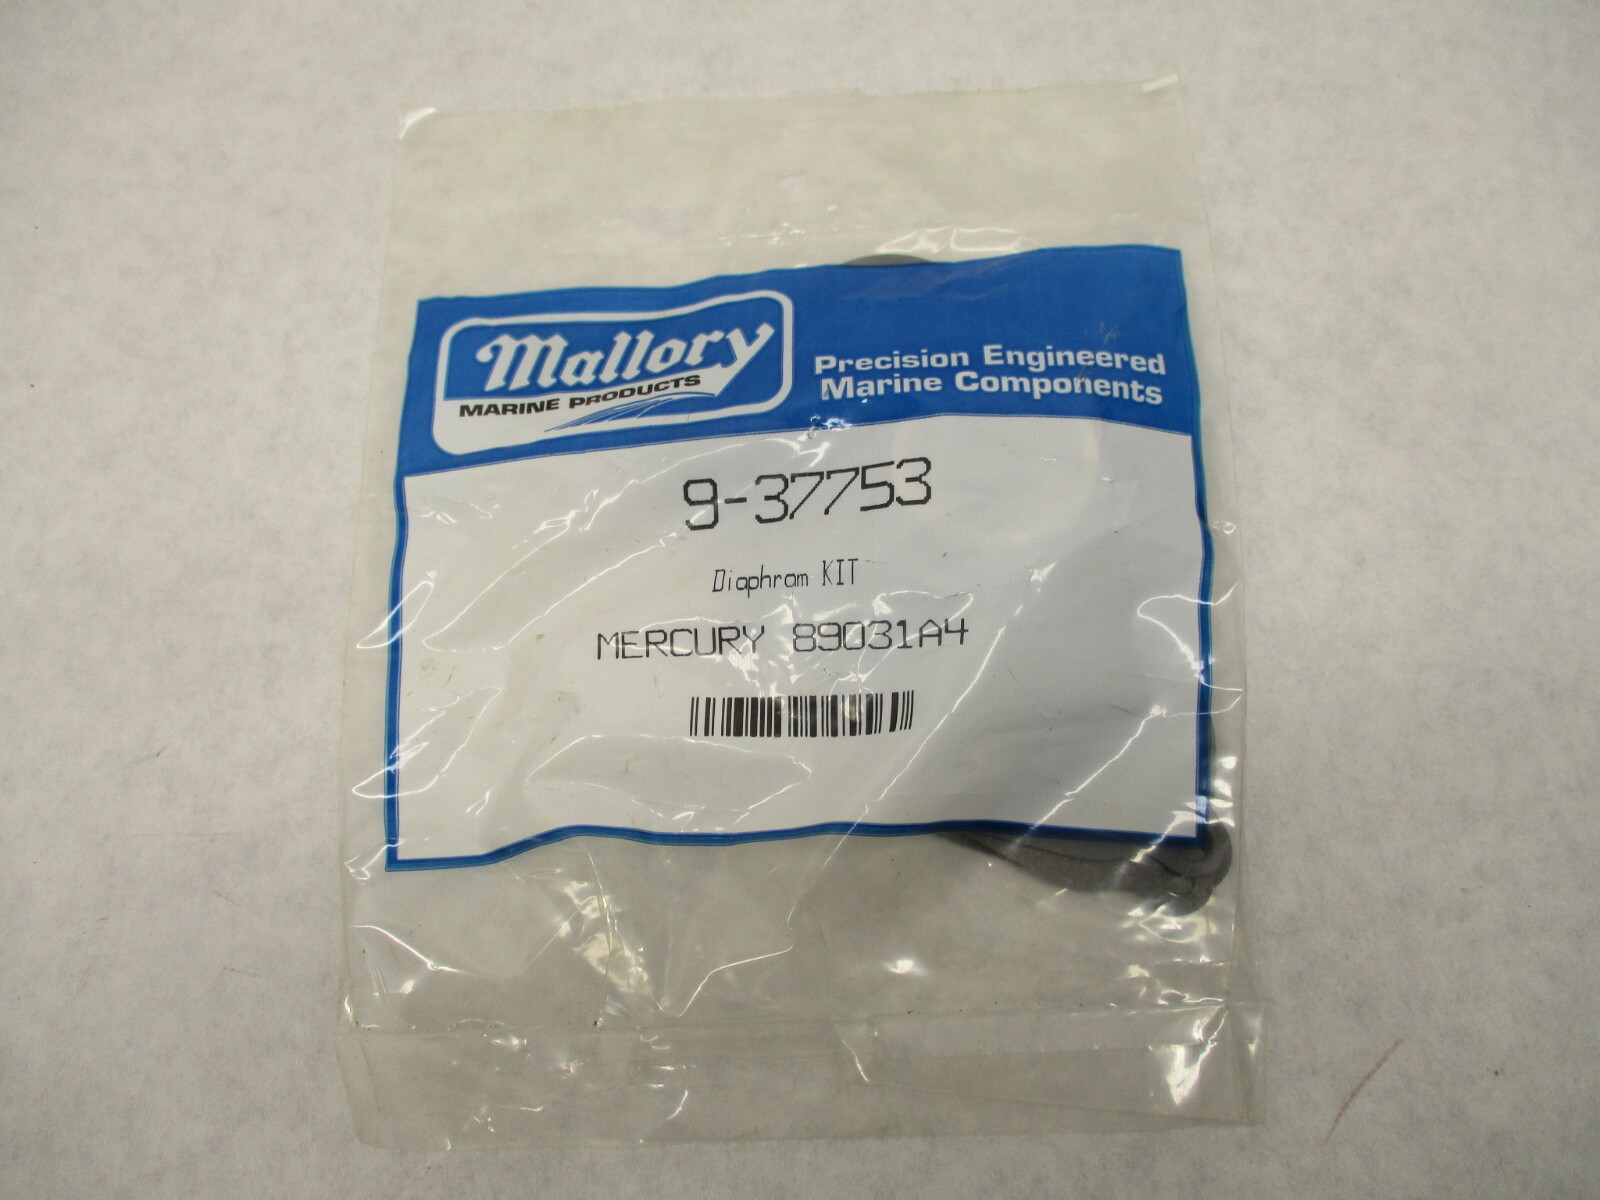 Mallory
MARINE PRODUCTS
Precision Engineered
Marine Components
9-37753
Diaphram KIT
MERCURY 89031A4